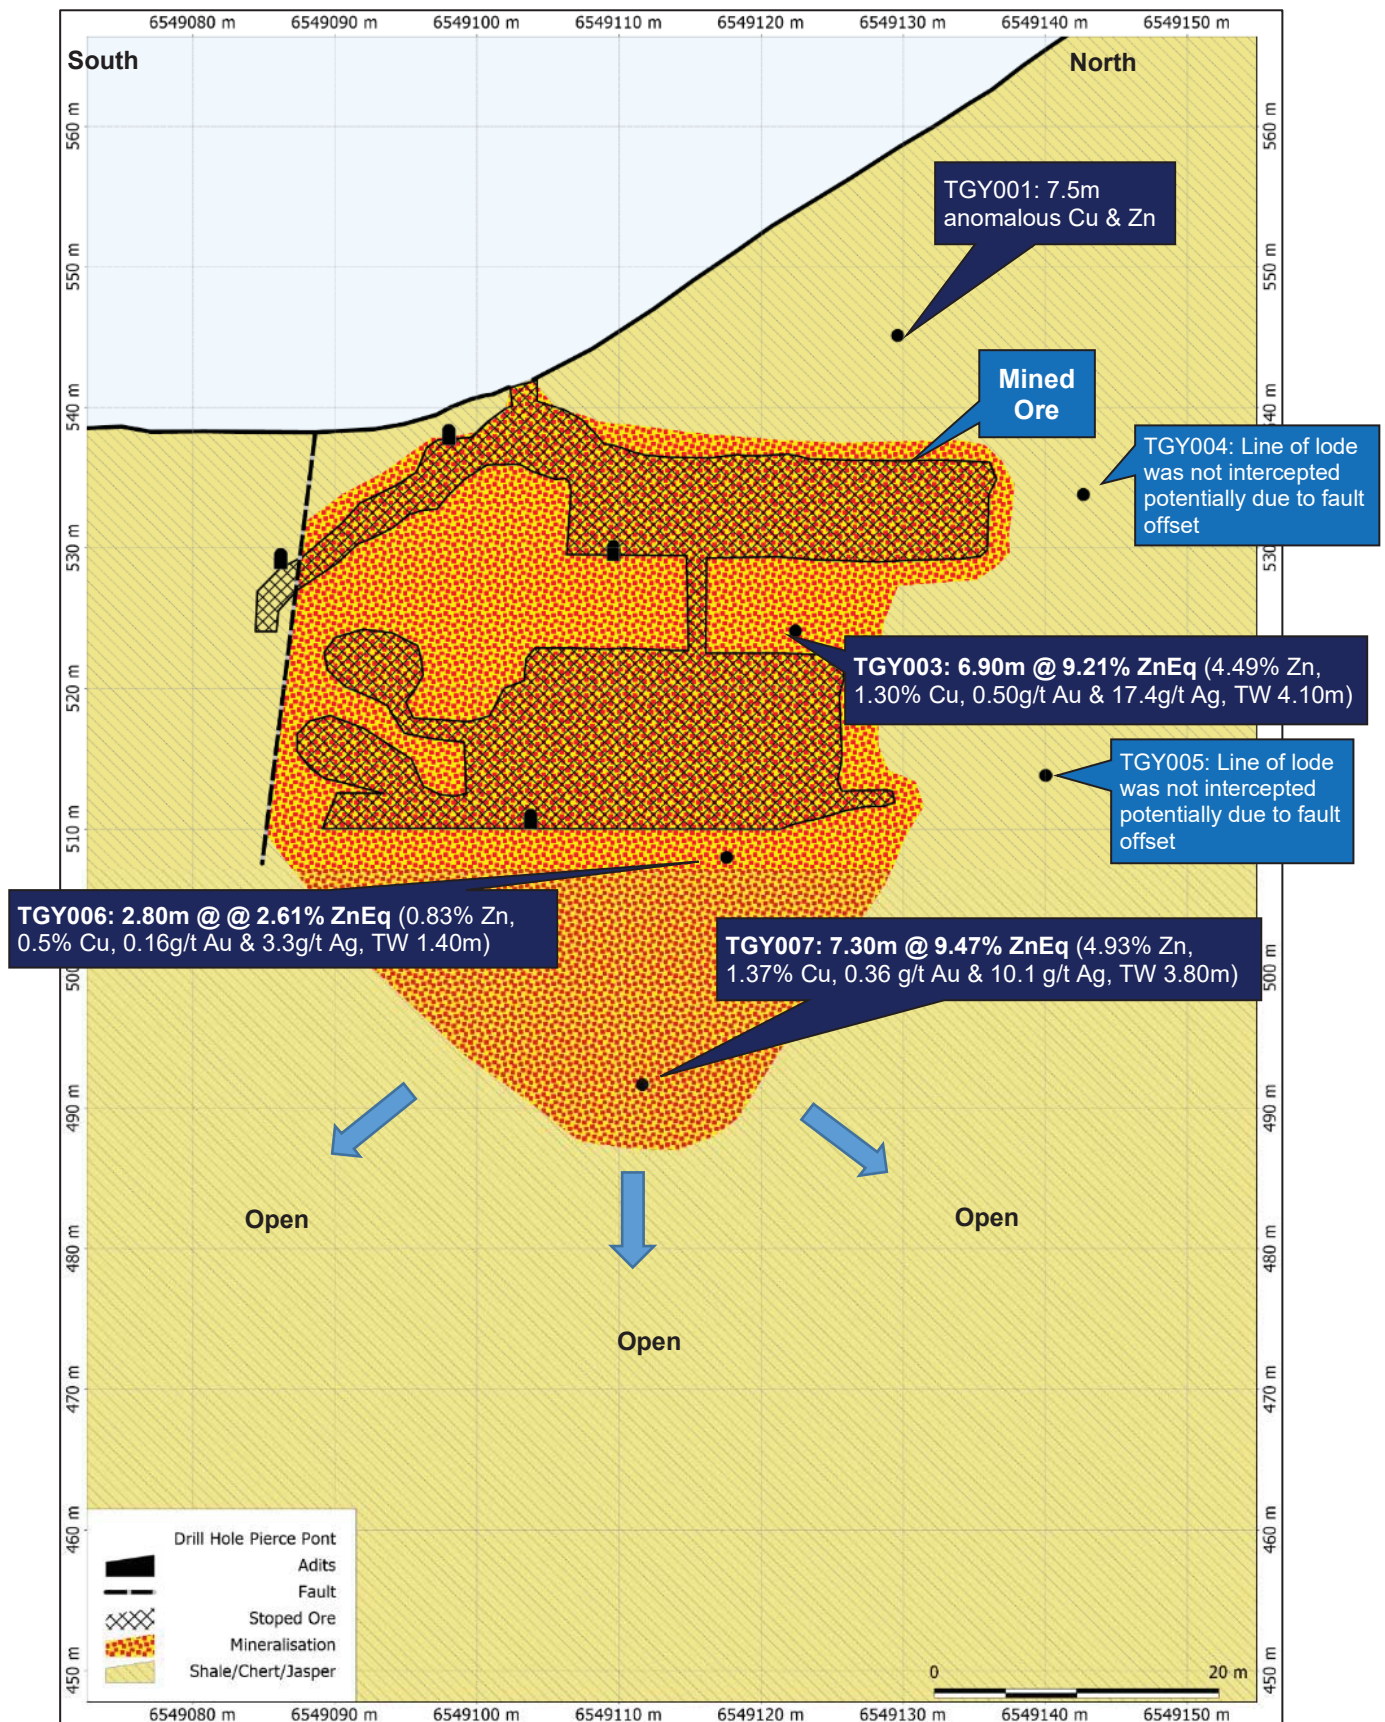 6549080 m 6549090 m 6549100 m 6549110 m 6549120 m 6549130 m 6549140 m 6549150 m
South
North
560 m
560 m
TGY001: 7.5m
anomalous Cu & Zn
550 m
550 m
Mined
Ore
540 m
540 m
TGY004: Line of lode
was not intercepted
potentially due to fault
offset
530 m
530
TGY003: 6.90m @ 9.21% ZnEq (4.49% Zn,
1.30% Cu, 0.50g/t Au & 17.4g/t Ag, TW 4.10m)
520 m
520 m
TGY005: Line of lode
was not intercepted
potentially due to fault
offset
510 m
TGY006: 2.80m @ @ 2.61% ZnEq (0.83% Zn,
0.5% Cu, 0.16g/t Au & 3.3g/t Ag, TW 1.40m)
TGY007: 7.30m @ 9.47% ZnEq (4.93% Zn,
1.37% Cu, 0.36 g/t Au & 10.1 g/t Ag, TW 3.80m)
500
500 m
490 m
490 m
Open
Open
480 m
480 m
Open
470 m
470 m
460 m
460 m
Drill Hole Pierce Pont
Adits
Fault
Stoped Ore
Mineralisation
Shale/Chert/Jasper
450 m
450 m
0 20 m
6549080 m 6549090 m 6549100 m 6549110 m 6549120 m 6549130 m 6549140 m 6549150 m